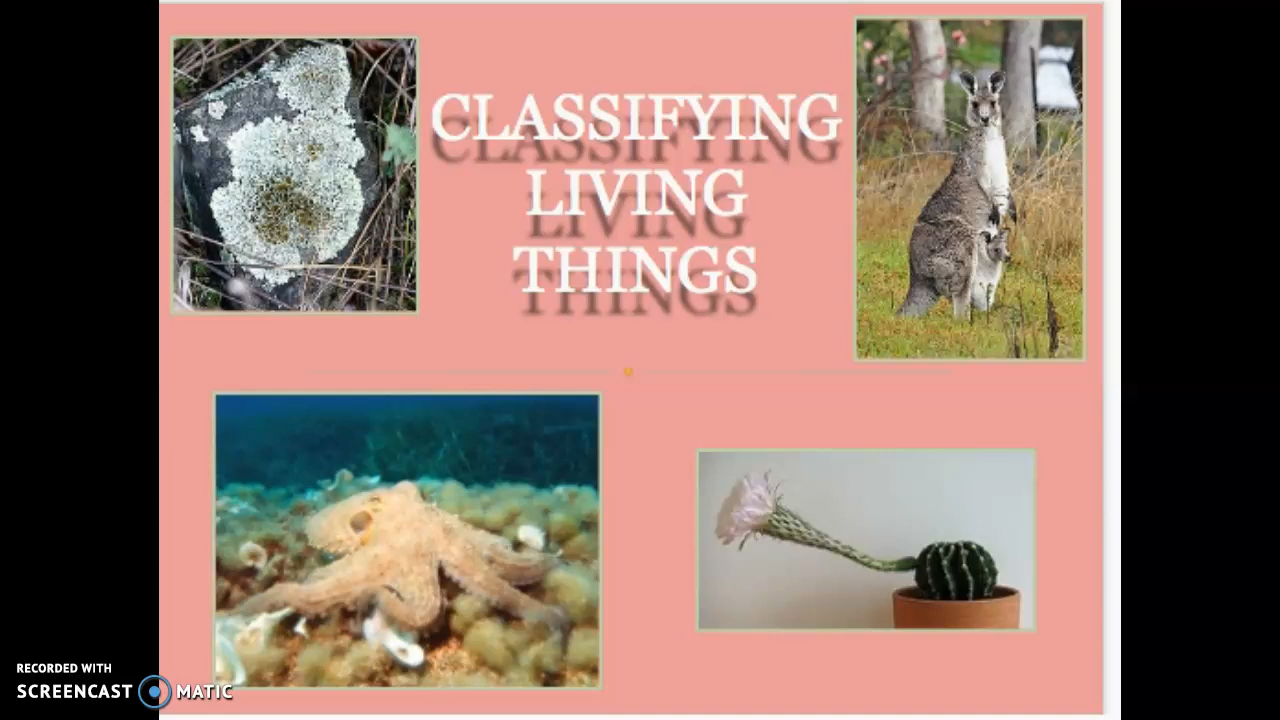 CLASSIFYING
LIVING
THINGS
RECORDED WITH
SCREENCAST MATIC